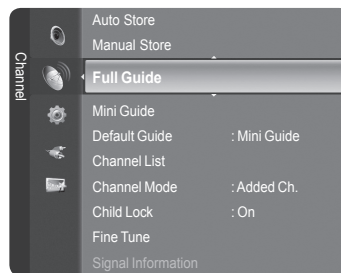 Channel
Auto Store
Manual Store
Full Guide
Mini Guide
Default Guide : Mini Guide
Channel List
Channel Mode : Added Ch.
Child Lock : On
Fine Tune
Signal Information